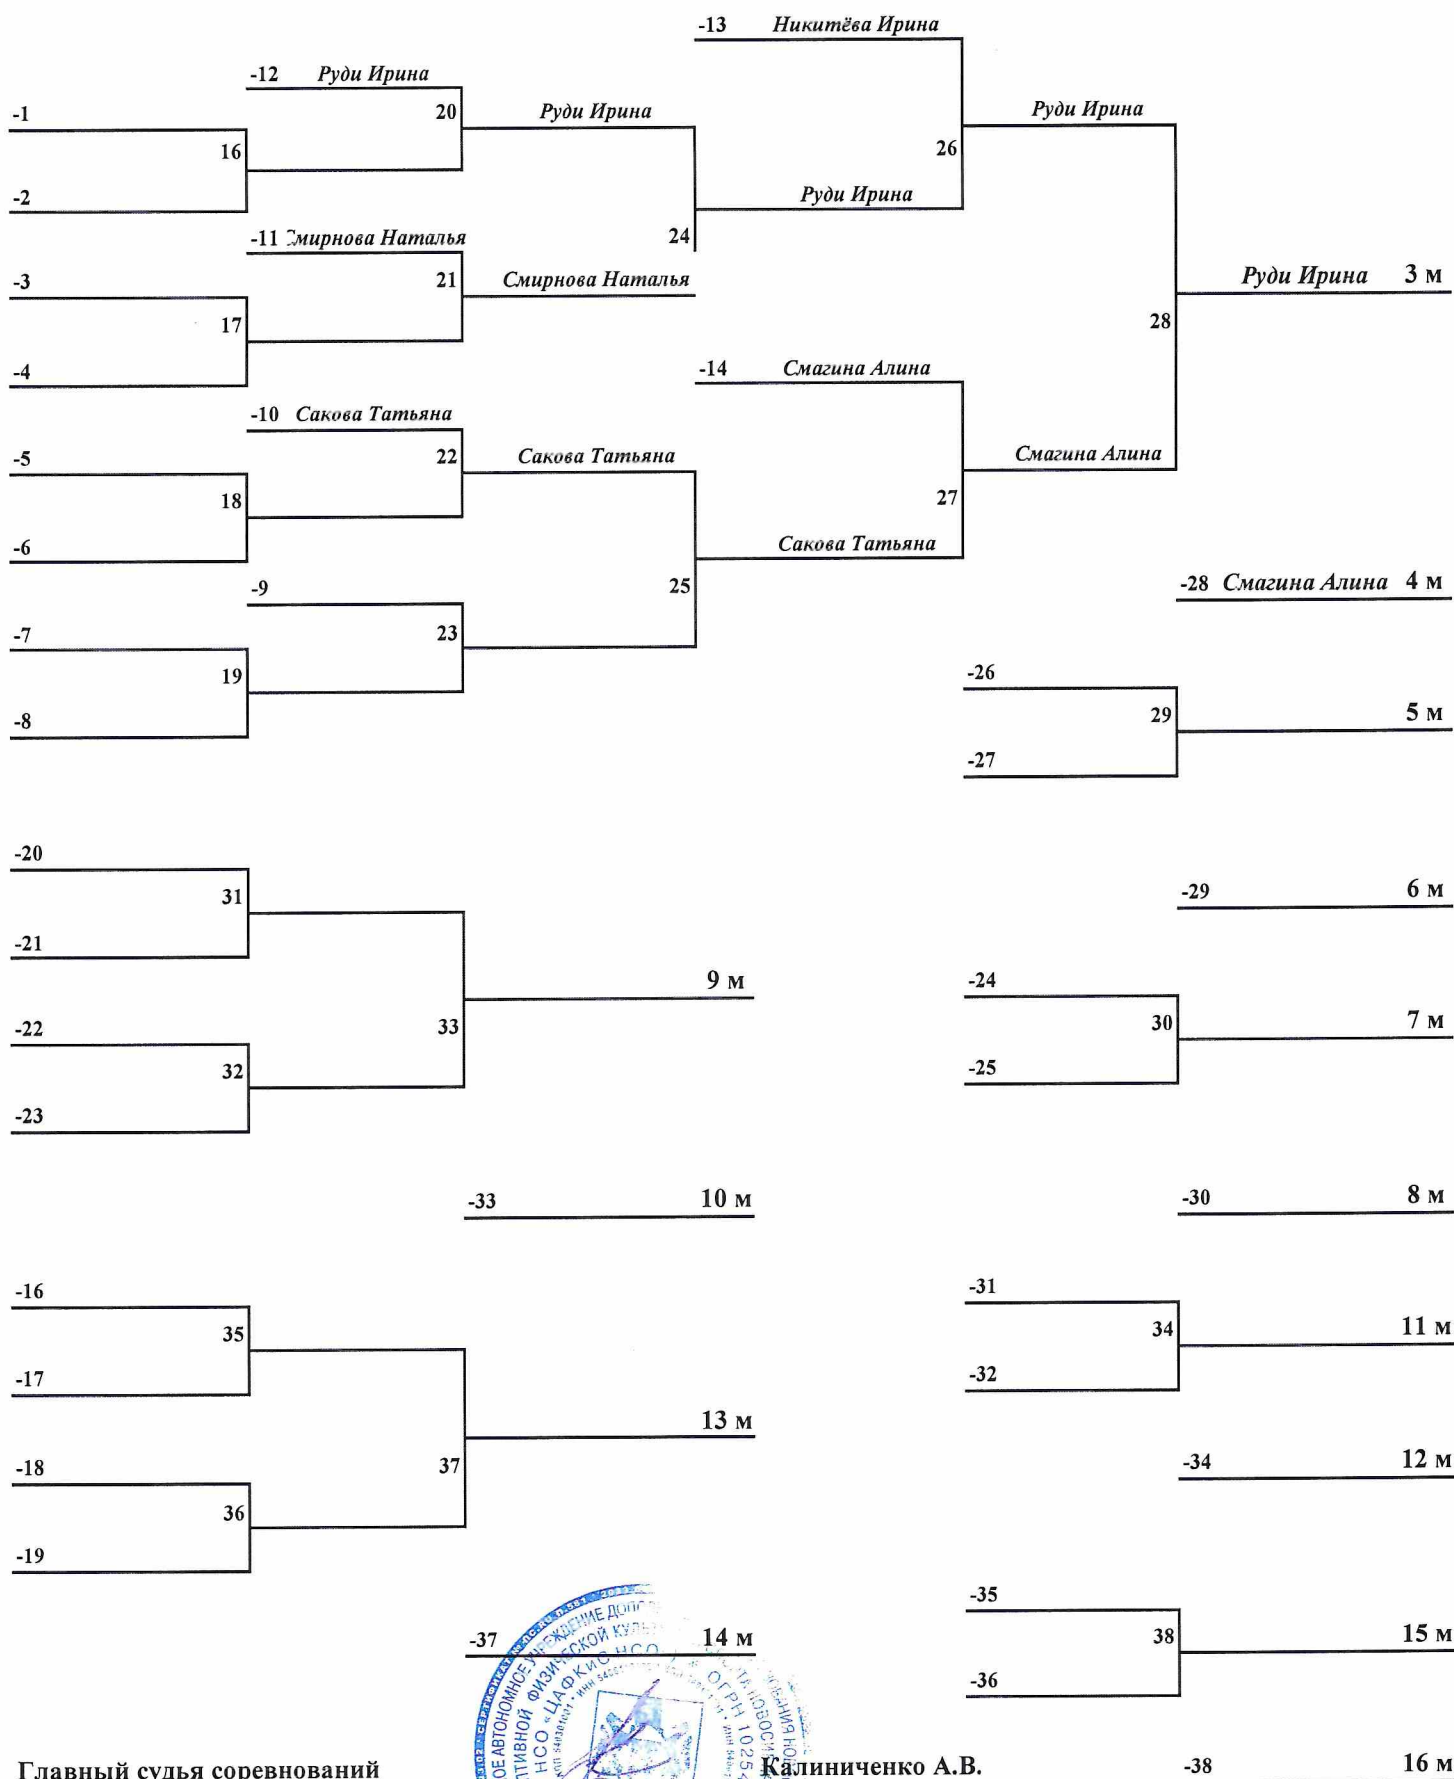 -13 Никитёва Ирина
-12 Руди Ирина
20 Руди Ирина
Руди Ирина
-1
16
26
-2
Руди Ирина
-11 Смирнова Наталья
24
-3
21 Смирнова Наталья
Руди Ирина 3 м
17
28
-4
-14 Смагина Алина
-10 Сакова Татьяна
-5
22 Сакова Татьяна
Смагина Алина
18
27
-6
Сакова Татьяна
-9
25
-28 Смагина Алина 4 м
-7
23
19
-26
-8
29 5 м
-27
-20
31
-29 6 м
-21
9 м
-24
-22
33
30 7 м
32
-25
-23
-33 10 м
-30 8 м
-16
-31
35
34 11 м
-17
-32
13 м
-18
37
-34 12 м
36
-19
-35
-37 14 м
38 15 м
-36
Главный судья соревнований Калиниченко А.В.
-38 16 м